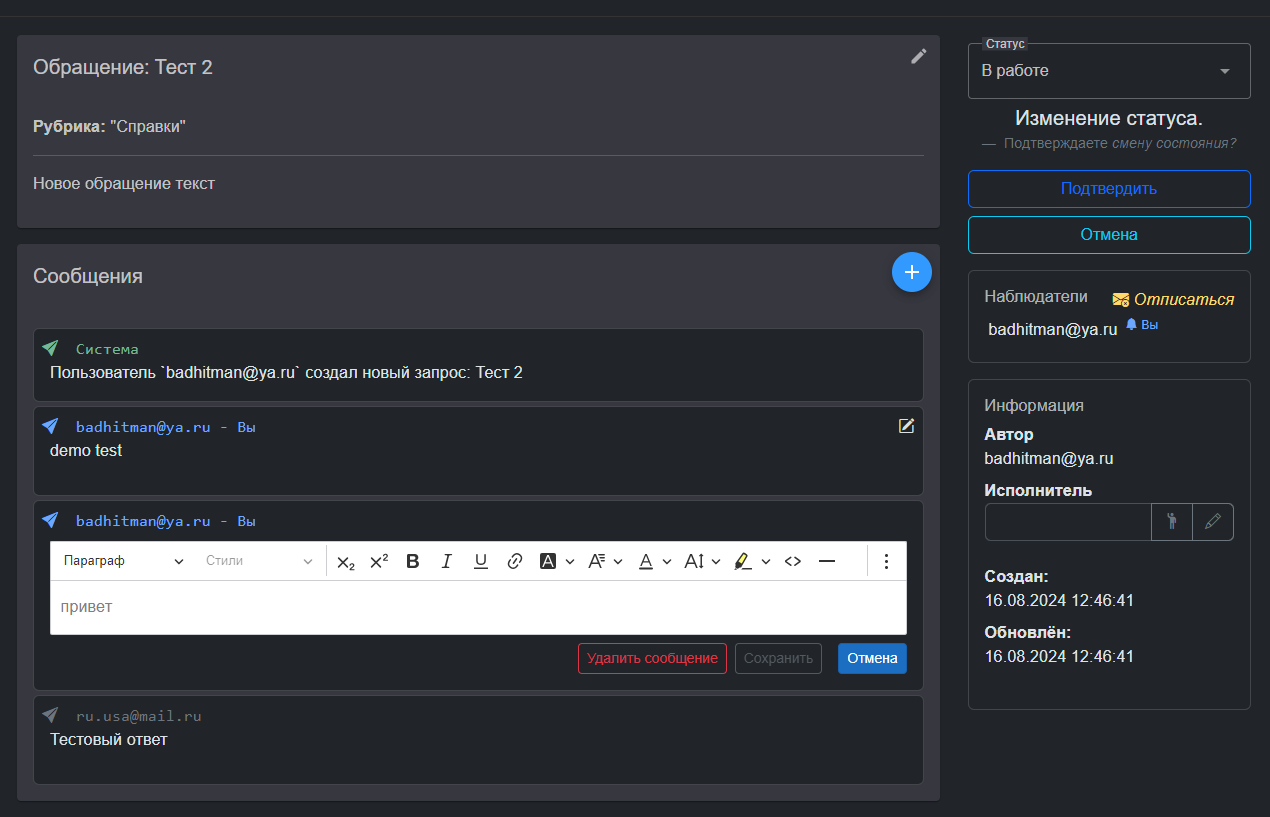 Обращение: Тест 2
Рубрика: "Справки"
Новое обращение текст
Сообщения
+
Система
Пользователь `badhitman@ya.ru` создал новый запрос: Тест 2
badhitman@ya.ru - Вы
demo test
badhitman@ya.ru - Вы
Параграф Стили X₂ X² B I U A A A AI <> —
привет
Удалить сообщение Сохранить Отмена
ru.usa@mail.ru
Тестовый ответ
Статус
В работе
Изменение статуса.
— Подтверждаете смену состояния?
Подтвердить
Отмена
Наблюдатели Отписаться
badhitman@ya.ru Вы
Информация
Автор
badhitman@ya.ru
Исполнитель
Создан:
16.08.2024 12:46:41
Обновлён:
16.08.2024 12:46:41